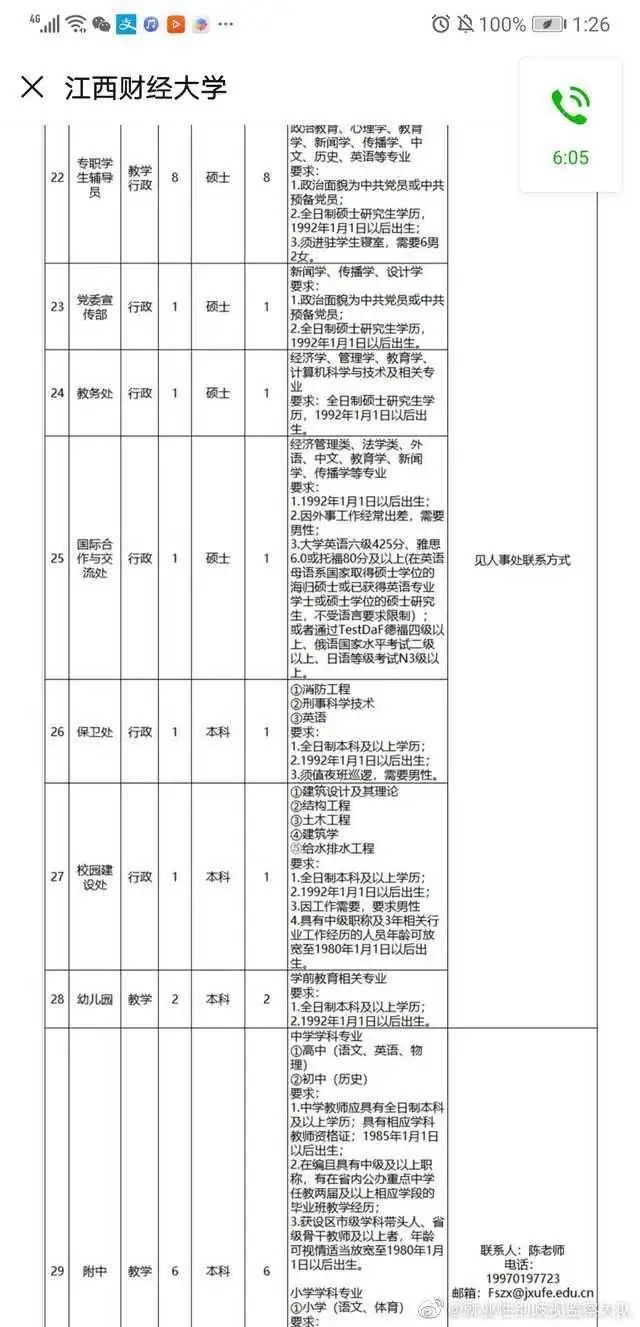 4G
100%
1:26
江西财经大学
6:05
22
专职学
生辅导
员
教学
行政
8
硕士
8
政治教育、心理学、教育
学、新闻学、传播学、中
文、历史、英语等专业
要求：
1.政治面貌为中共党员或中共
预备党员；
2.全日制硕士研究生学历，
1992年1月1日以后出生；
3.须进驻学生寝室，需要6男
2女。
23
党委宣
传部
行政
1
硕士
1
新闻学、传播学、设计学
要求：
1.政治面貌为中共党员或中共
预备党员；
2.全日制硕士研究生学历，
1992年1月1日以后出生。
24
教务处
行政
1
硕士
1
经济学、管理学、教育学、
计算机科学与技术及相关专
业
要求：全日制硕士研究生学
历，1992年1月1日以后出
生。
25
国际合
作与交
流处
行政
1
硕士
1
经济管理类、法学类、外
语、中文、教育学、新闻
学、传播学等专业
要求：
1.1992年1月1日以后出生；
2.因外事工作经常出差，需要
男性；
3.大学英语六级425分、雅思
6.0或托福80分及以上(在英语
母语系国家取得硕士学位的
海归硕士或已获得英语专业
学士或硕士学位的硕士研究
生，不受语言要求限制）；
或者通过TestDaF德福四级以
上、俄语国家水平考试二级
以上、日语等级考试N3级以
上。
见人事处联系方式
26
保卫处
行政
1
本科
1
①消防工程
②刑事科学技术
③英语
要求：
1.全日制本科及以上学历；
2.1992年1月1日以后出生；
3.须值夜班巡逻，需要男性。
27
校园建
设处
行政
1
本科
1
①建筑设计及其理论
②结构工程
③土木工程
④建筑学
⑤给水排水工程
要求：
1.全日制本科及以上学历；
2.1992年1月1日以后出生；
3.因工作需要，要求男性
4.具有中级职称及3年相关行
业工作经历的人员年龄可放
宽至1980年1月1日以后出
生。
28
幼儿园
教学
2
本科
2
学前教育相关专业
要求：
1.全日制本科及以上学历；
2.1992年1月1日以后出生。
29
附中
教学
6
本科
6
中学学科专业
①高中（语文、英语、物
理）
②初中（历史）
要求：
1.中学教师应具有全日制本科
及以上学历；具有相应学科
教师资格证；1985年1月1日
以后出生；
2.在编且具有中级及以上职
称，有在省内公办重点中学
任教两届及以上相应学段的
毕业班教学经历；
3.获设区市级学科带头人、省
级骨干教师及以上者，年龄
可视情适当放宽至1980年1月
1日以后出生。
小学学科专业
①小学（语文、体育）
要求：
联系人：陈老师
电话：
19970197723
邮箱：Fszx@jxufe.edu.cn
@就业性别歧视监察大队